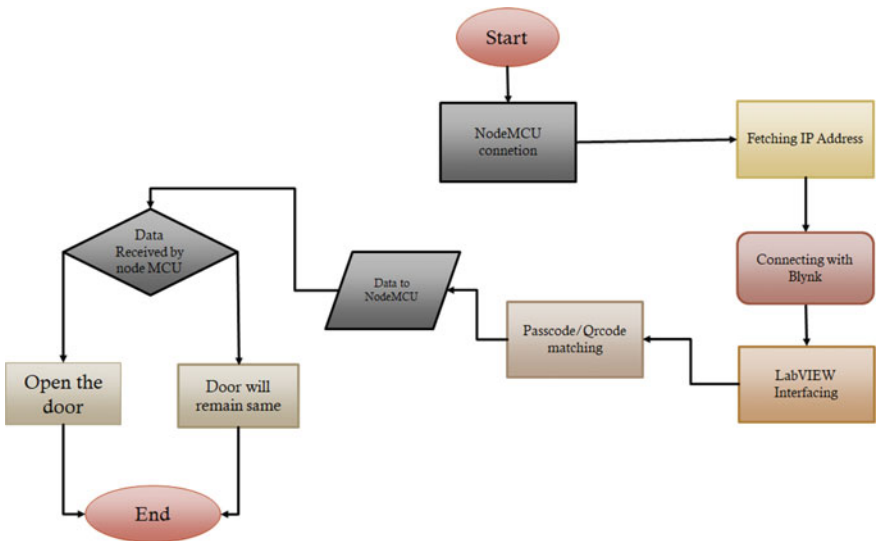 Start
NodeMCU
connetion
Fetching IP Address
Connecting with
Blynk
LabVIEW
Interfacing
Passcode/Qrcode
matching
Data to
NodeMCU
Data
Received by
node MCU
Open the
door
Door will
remain same
End